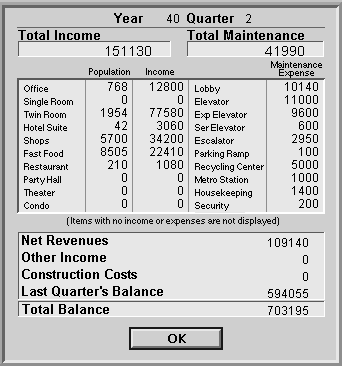 Year 40 Quarter 2
Total Income Total Maintenance
151130 41990
Population Income Maintenance Expense
Office 768 12800 Lobby 10140
Single Room 0 0 Elevator 11000
Twin Room 1954 77580 Exp Elevator 9600
Hotel Suite 42 3060 Ser Elevator 600
Shops 5700 34200 Escalator 2950
Fast Food 8505 22410 Parking Ramp 100
Restaurant 210 1080 Recycling Center 5000
Party Hall 0 0 Metro Station 1000
Theater 0 0 Housekeeping 1400
Condo 0 0 Security 200
(Items with no income or expenses are not displayed)
Net Revenues 109140
Other Income 0
Construction Costs 0
Last Quarter's Balance 594055
Total Balance 703195
OK